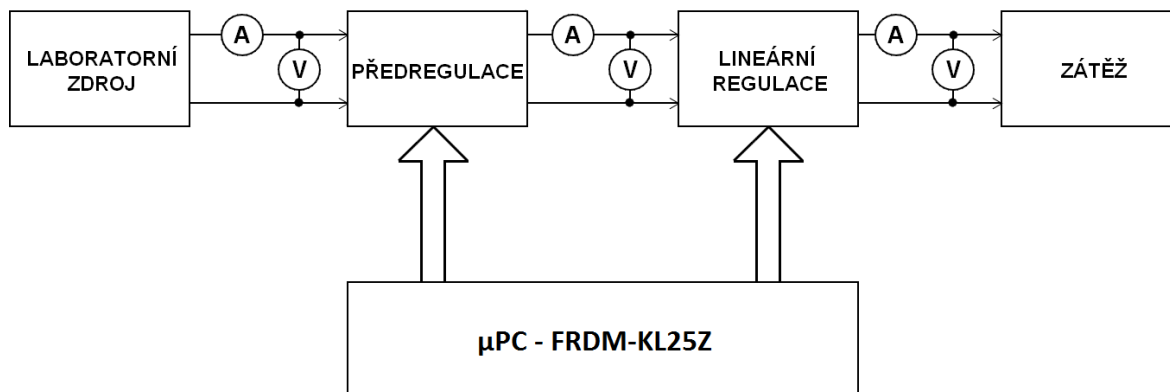 LABORATORNÍ
ZDROJ
A
V
PŘEDREGULACE
A
V
LINEÁRNÍ
REGULACE
A
V
ZÁTĚŽ
µPC - FRDM-KL25Z